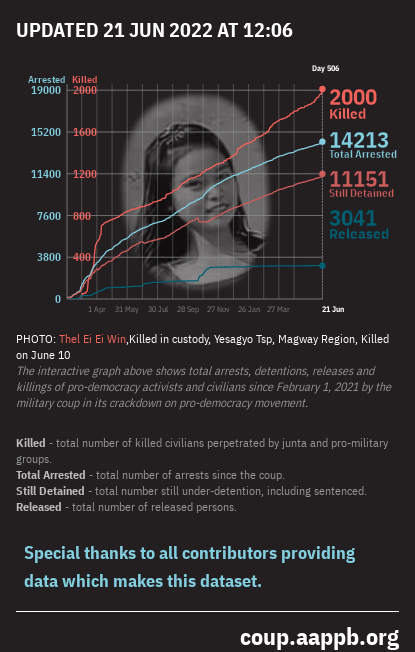 UPDATED 21 JUN 2022 AT 12:06
Day 506
Arrested Killed
19000 2000
2000
Killed
15200 1600
14213
Total Arrested
11400 1200
11151
Still Detained
7600 800
3041
Released
3800 400
0 0
1 Apr 31 May 30 Jul 28 Sep 27 Nov 26 Jan 27 Mar 21 Jun
PHOTO: Thel Ei Ei Win,Killed in custody, Yesagyo Tsp, Magway Region, Killed
on June 10
The interactive graph above shows total arrests, detentions, releases and
killings of pro-democracy activists and civilians since February 1, 2021 by the
military coup in its crackdown on pro-democracy movement.
Killed - total number of killed civilians perpetrated by junta and pro-military
groups.
Total Arrested - total number of arrests since the coup.
Still Detained - total number still under-detention, including sentenced.
Released - total number of released persons.
Special thanks to all contributors providing
data which makes this dataset.
coup.aappb.org